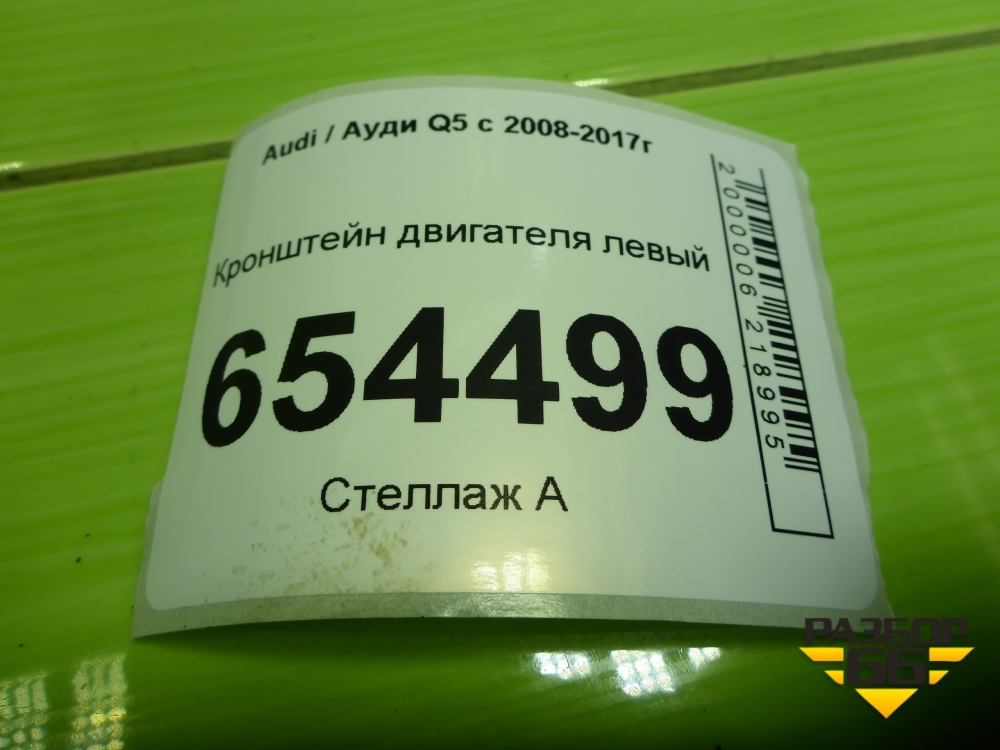 Audi / Ауди Q5 с 2008-2017г
Кронштейн двигателя левый
654499
Стеллаж А
2000006218995
РАЗБОР
66